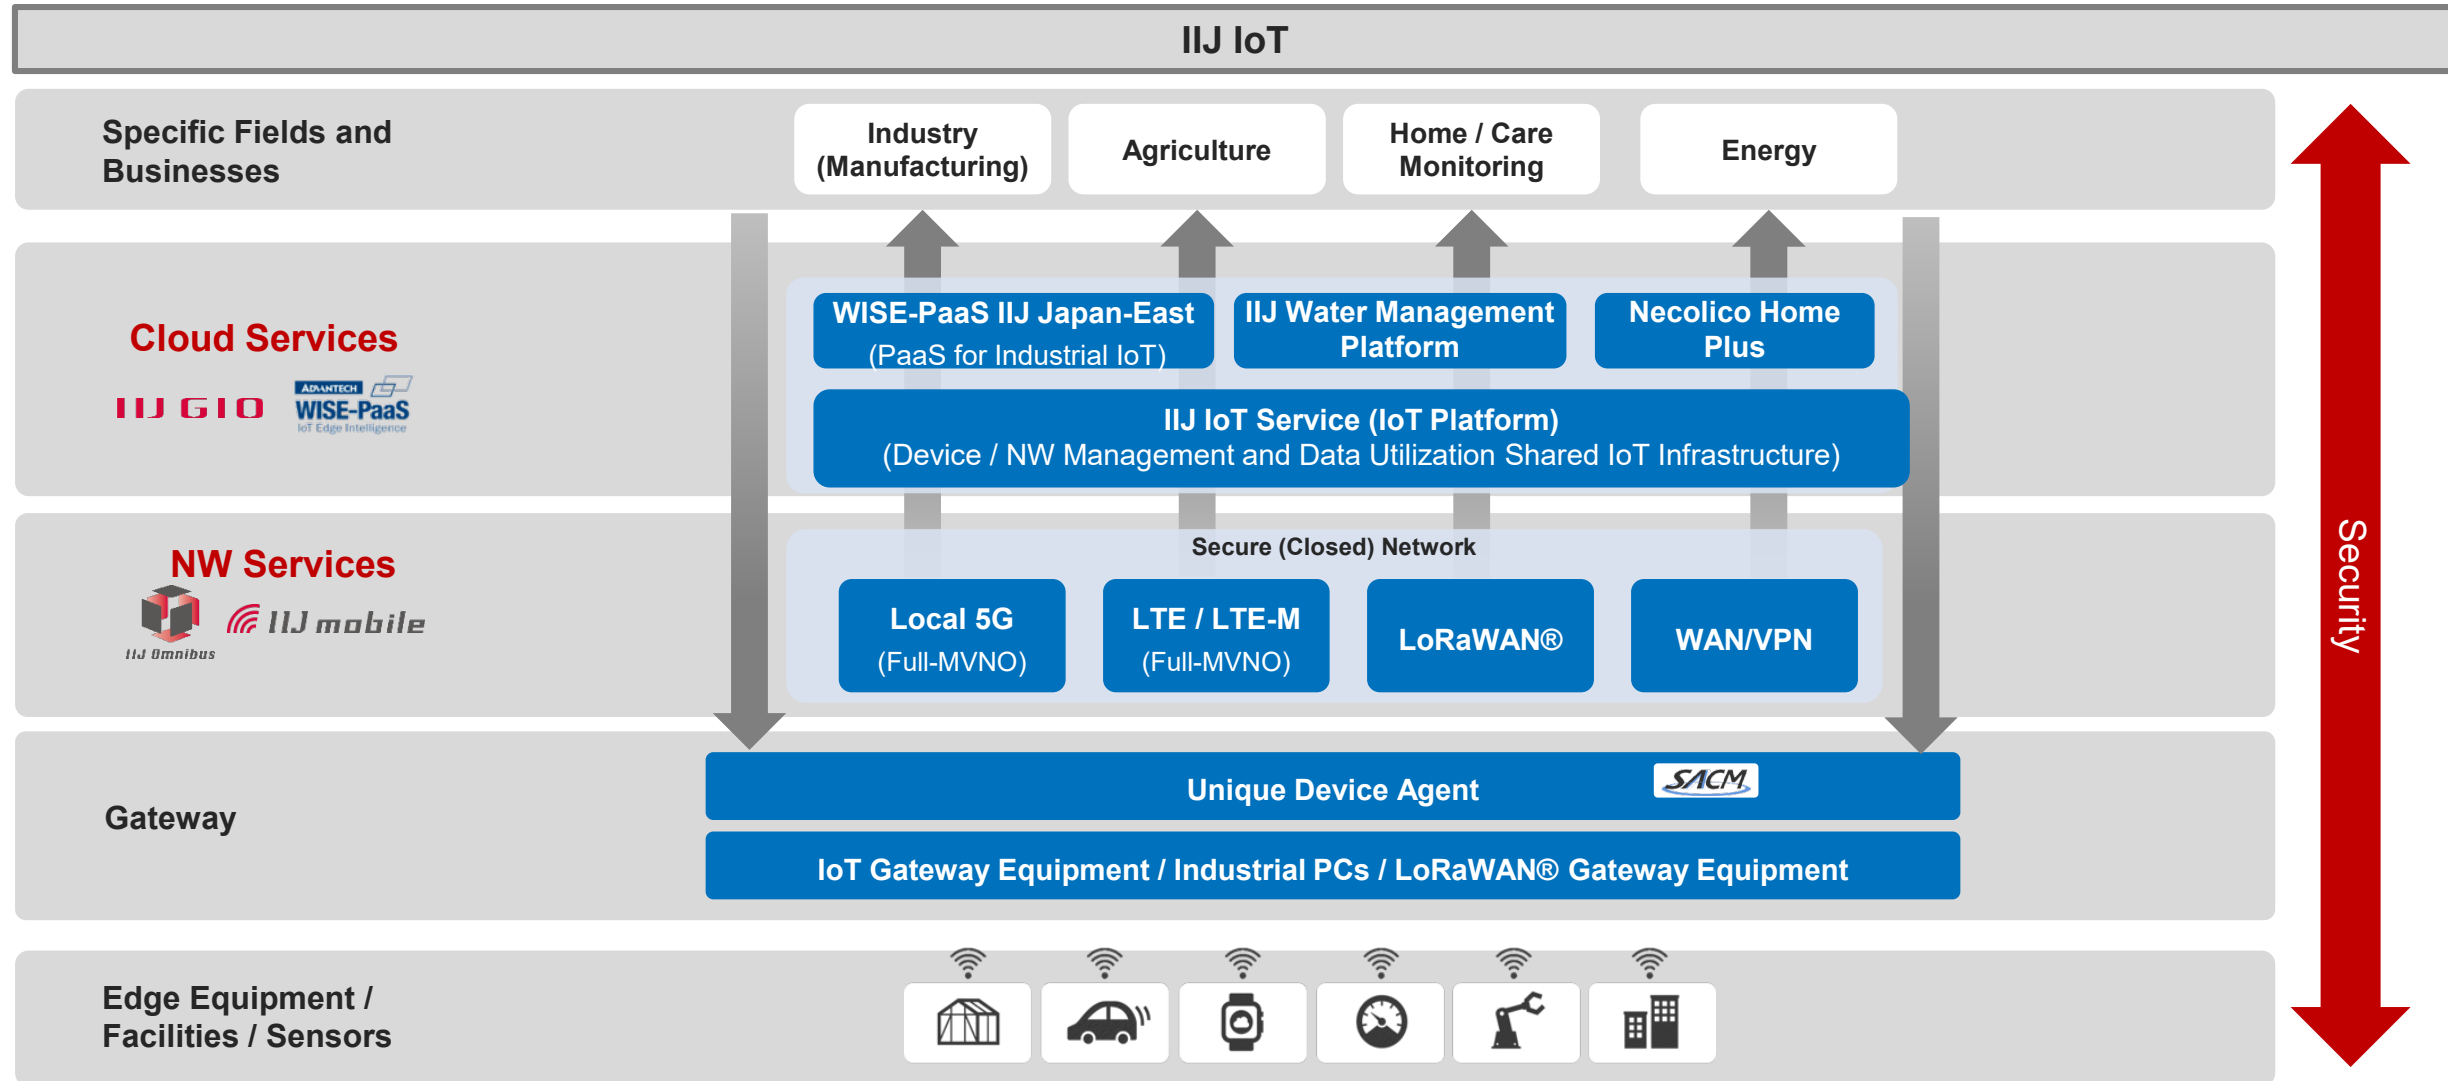 IIJ IoT
Specific Fields and
Businesses
Industry
(Manufacturing)
Agriculture
Home / Care
Monitoring
Energy
Cloud Services
IIJ GIO
ADVANTECH
WISE-PaaS
IoT Edge Intelligence
WISE-PaaS IIJ Japan-East
(PaaS for Industrial IoT)
IIJ Water Management
Platform
Necolico Home
Plus
IIJ IoT Service (IoT Platform)
(Device / NW Management and Data Utilization Shared IoT Infrastructure)
NW Services
IIJ Omnibus
IIJ mobile
Secure (Closed) Network
Local 5G
(Full-MVNO)
LTE / LTE-M
(Full-MVNO)
LoRaWAN®
WAN/VPN
Security
Gateway
Unique Device Agent
SACM
IoT Gateway Equipment / Industrial PCs / LoRaWAN® Gateway Equipment
Edge Equipment /
Facilities / Sensors